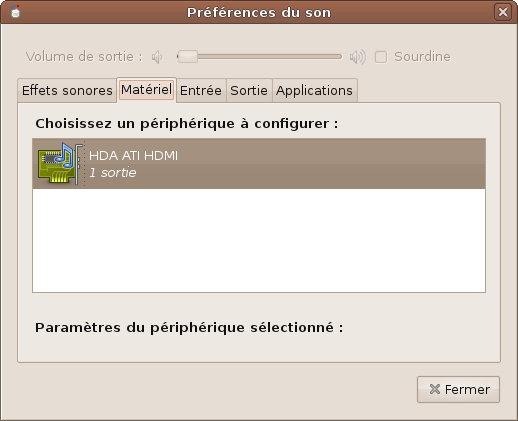 Préférences du son
Volume de sortie :
Sourdine
Effets sonores Matériel Entrée Sortie Applications
Choisissez un périphérique à configurer :
HDA ATI HDMI
1 sortie
Paramètres du périphérique sélectionné :
Fermer